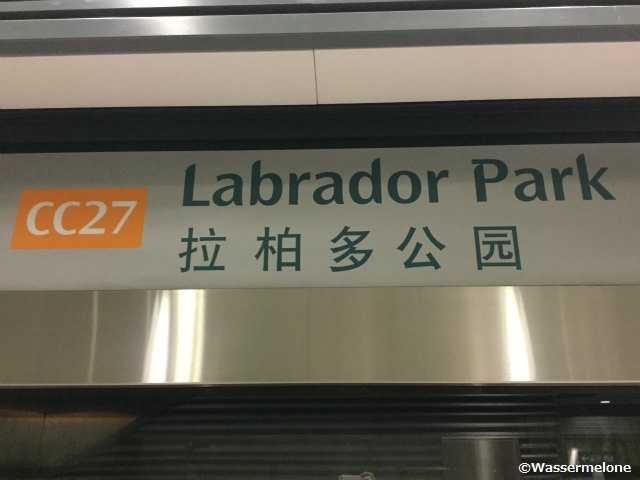 CC27
Labrador Park
拉柏多公园
©Wassermelone